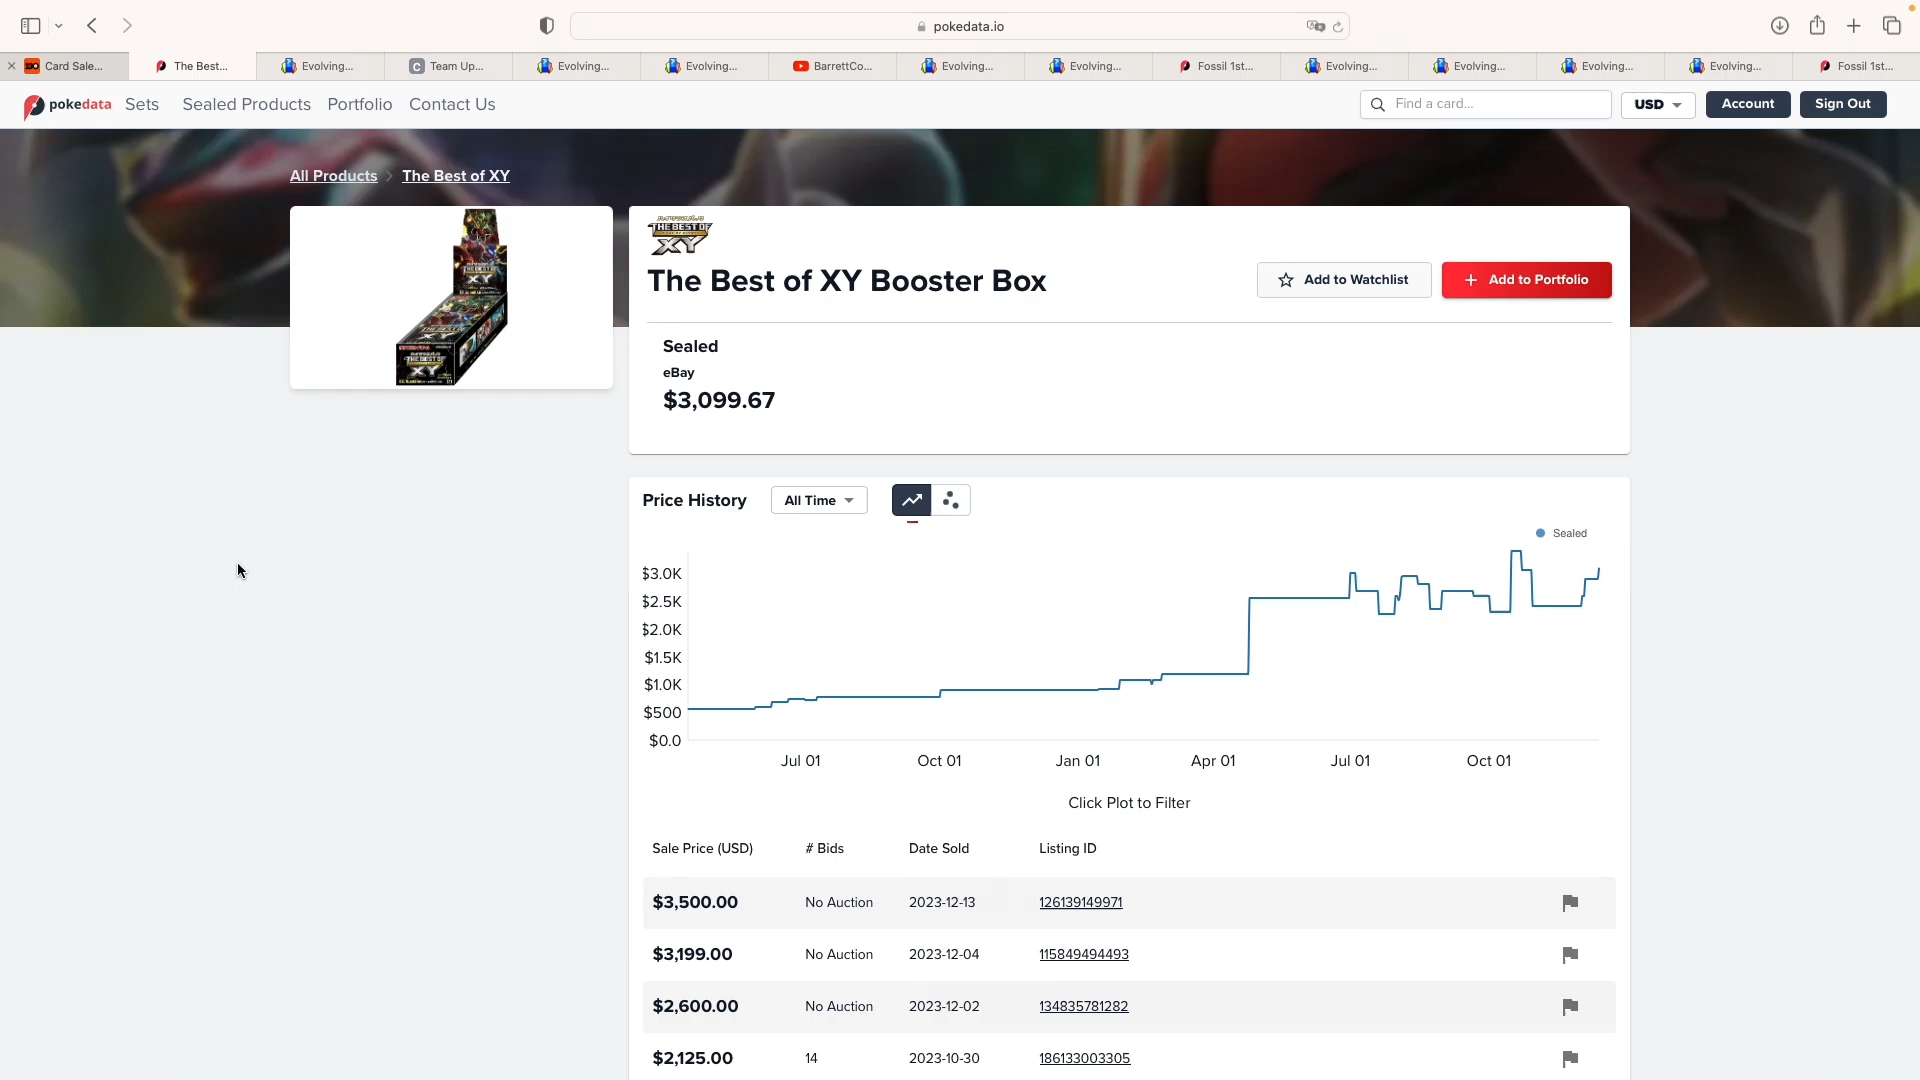 pokedata.io
Card Sale...
The Best...
Evolving...
Team Up...
Evolving...
Evolving...
BarrettCo...
Evolving...
Evolving...
Fossil 1st...
Evolving...
Evolving...
Evolving...
Evolving...
Fossil 1st...
pokedata
Sets
Sealed Products
Portfolio
Contact Us
Find a card...
USD
Account
Sign Out
All Products > The Best of XY
THE BEST OF
XY
The Best of XY Booster Box
Add to Watchlist
+ Add to Portfolio
Sealed
eBay
$3,099.67
Price History
All Time
Sealed
$3.0K
$2.5K
$2.0K
$1.5K
$1.0K
$500
$0.0
Jul 01
Oct 01
Jan 01
Apr 01
Jul 01
Oct 01
Click Plot to Filter
Sale Price (USD) # Bids Date Sold Listing ID
$3,500.00 No Auction 2023-12-13 126139149971
$3,199.00 No Auction 2023-12-04 115849494493
$2,600.00 No Auction 2023-12-02 134835781282
$2,125.00 14 2023-10-30 186133003305